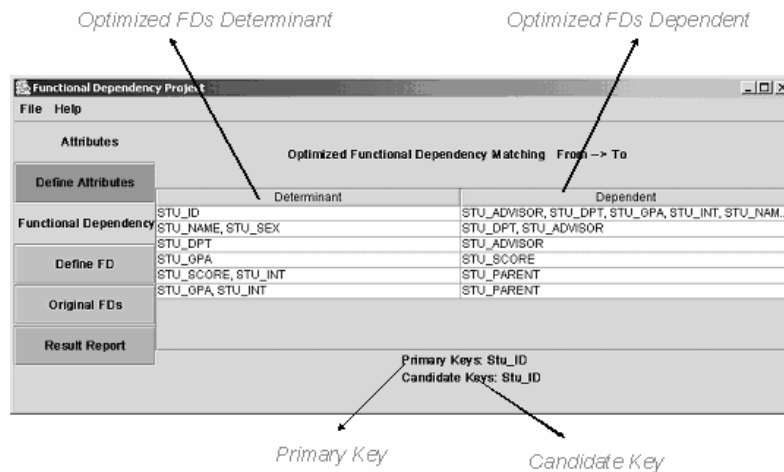 Optimized FDs Determinant
Optimized FDs Dependent
Functional Dependency Project
File Help
Attributes
Optimized Functional Dependency Matching From --> To
Define Attributes
Determinant
Dependent
STU_ID
STU_ADVISOR, STU_DPT, STU_GPA, STU_INT, STU_NAM...
Functional Dependency
STU_NAME, STU_SEX
STU_DPT, STU_ADVISOR
STU_DPT
STU_ADVISOR
Define FD
STU_GPA
STU_SCORE
STU_SCORE, STU_INT
STU_PARENT
STU_GPA, STU_INT
STU_PARENT
Original FDs
Result Report
Primary Keys: Stu_ID
Candidate Keys: Stu_ID
Primary Key
Candidate Key